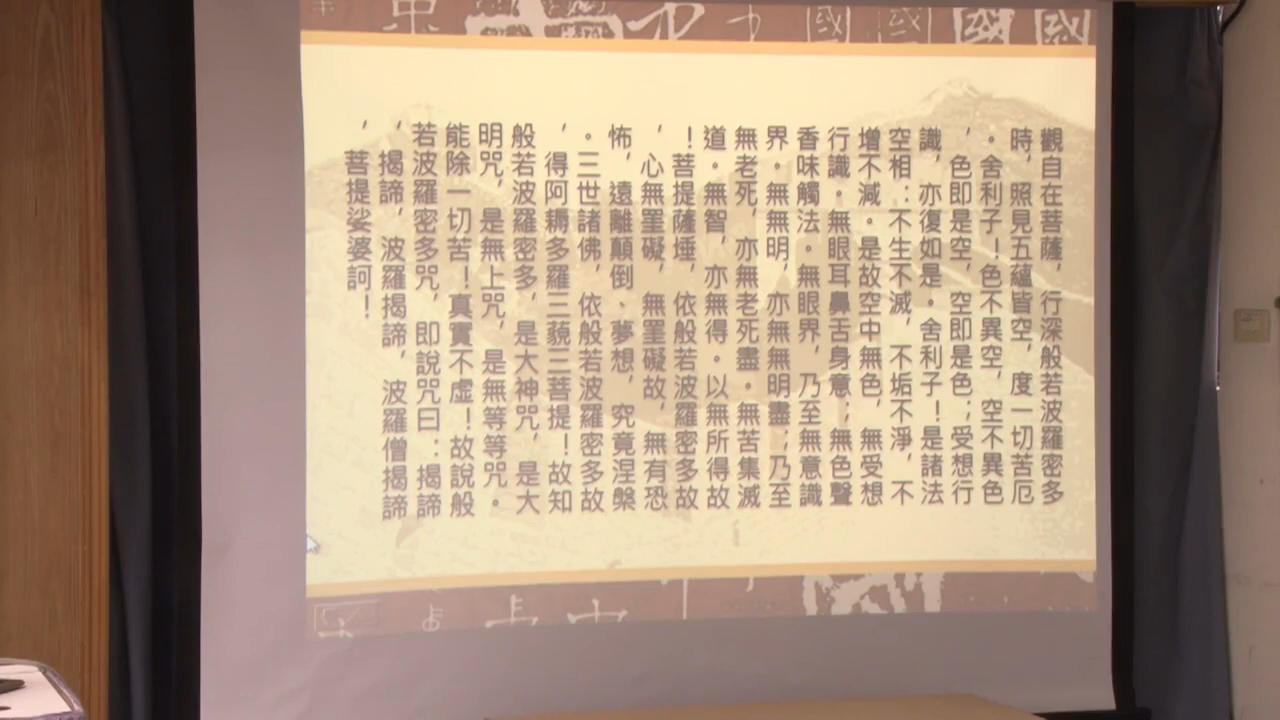 觀自在菩薩，行深般若波羅密多
時，照見五蘊皆空，度一切苦厄
。舍利子！色不異空，空不異色
，色即是空，空即是色；受想行
識，亦復如是。舍利子！是諸法
空相：不生不滅，不垢不淨，不
增不減。是故空中無色，無受想
行識。無眼耳鼻舌身意；無色聲
香味觸法。無眼界，乃至無意識
界。無無明，亦無無明盡；乃至
無老死，亦無老死盡。無苦集滅
道。無智，亦無得。以無所得故
！菩提薩埵，依般若波羅密多故
，心無罣礙，無罣礙故，無有恐
怖，遠離顛倒、夢想，究竟涅槃
。三世諸佛，依般若波羅密多故
，得阿耨多羅三藐三菩提！故知
般若波羅密多，是大神咒，是大
明咒，是無上咒，是無等等咒。
能除一切苦！真實不虛！故說般
若波羅密多咒，即說咒曰：揭諦
，揭諦，波羅揭諦，波羅僧揭諦
，菩提娑婆訶！